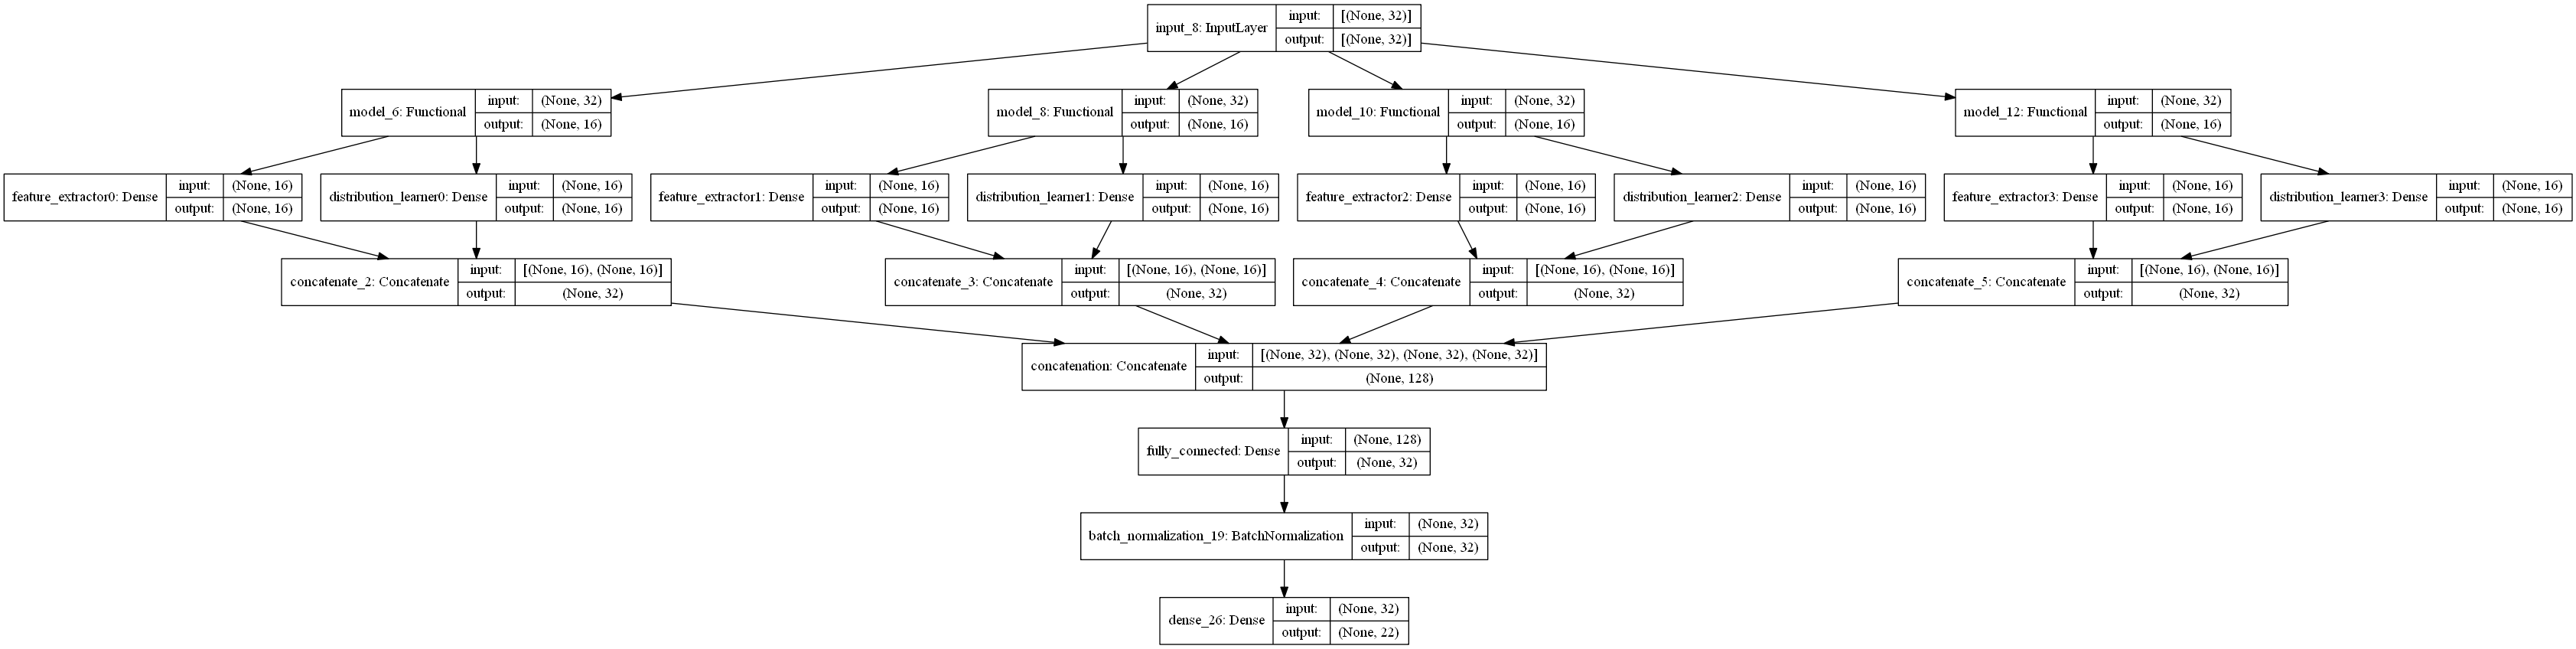 input_8: InputLayer
input: [(None, 32)]
output: [(None, 32)]
model_6: Functional
input: (None, 32)
output: (None, 16)
model_8: Functional
input: (None, 32)
output: (None, 16)
model_10: Functional
input: (None, 32)
output: (None, 16)
model_12: Functional
input: (None, 32)
output: (None, 16)
feature_extractor0: Dense
input: (None, 16)
output: (None, 16)
distribution_learner0: Dense
input: (None, 16)
output: (None, 16)
feature_extractor1: Dense
input: (None, 16)
output: (None, 16)
distribution_learner1: Dense
input: (None, 16)
output: (None, 16)
feature_extractor2: Dense
input: (None, 16)
output: (None, 16)
distribution_learner2: Dense
input: (None, 16)
output: (None, 16)
feature_extractor3: Dense
input: (None, 16)
output: (None, 16)
distribution_learner3: Dense
input: (None, 16)
output: (None, 16)
concatenate_2: Concatenate
input: [(None, 16), (None, 16)]
output: (None, 32)
concatenate_3: Concatenate
input: [(None, 16), (None, 16)]
output: (None, 32)
concatenate_4: Concatenate
input: [(None, 16), (None, 16)]
output: (None, 32)
concatenate_5: Concatenate
input: [(None, 16), (None, 16)]
output: (None, 32)
concatenation: Concatenate
input: [(None, 32), (None, 32), (None, 32), (None, 32)]
output: (None, 128)
fully_connected: Dense
input: (None, 128)
output: (None, 32)
batch_normalization_19: BatchNormalization
input: (None, 32)
output: (None, 32)
dense_26: Dense
input: (None, 32)
output: (None, 22)